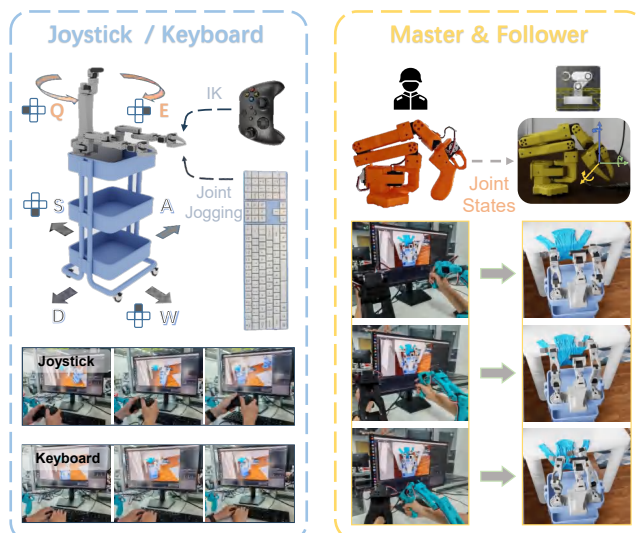 Joystick / Keyboard
Q
E
IK
Joint
Jogging
S
A
D
W
Joystick
Keyboard
Master & Follower
Joint
States